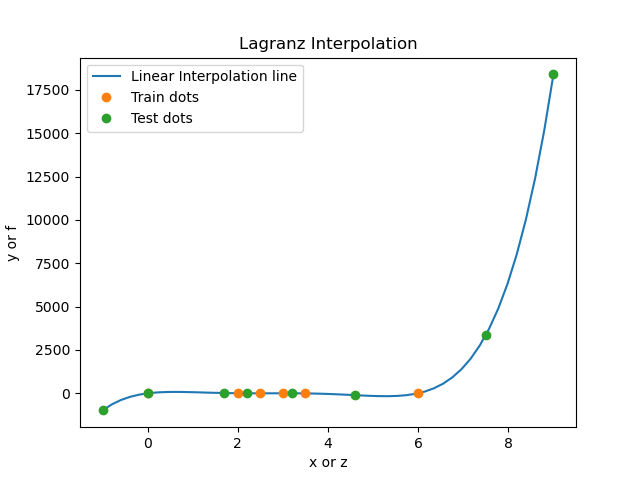 Lagranz Interpolation
Linear Interpolation line
Train dots
Test dots
17500
15000
12500
10000
7500
5000
2500
0
y or f
0 2 4 6 8
x or z